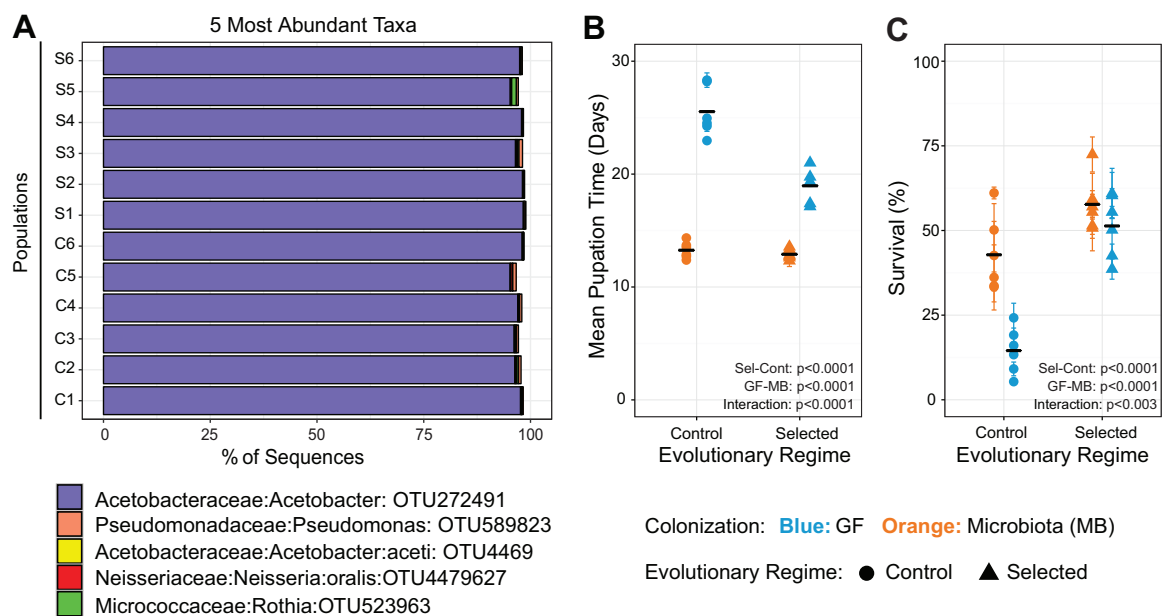 A
5 Most Abundant Taxa
Populations
S6
S5
S4
S3
S2
S1
C6
C5
C4
C3
C2
C1
0 25 50 75 100
% of Sequences
Acetobacteraceae:Acetobacter: OTU272491
Pseudomonadaceae:Pseudomonas: OTU589823
Acetobacteraceae:Acetobacter:aceti: OTU4469
Neisseriaceae:Neisseria:oralis:OTU4479627
Micrococcaceae:Rothia:OTU523963
B
Mean Pupation Time (Days)
30
20
10
0
Sel-Cont: p<0.0001
GF-MB: p<0.0001
Interaction: p<0.0001
Control Selected
Evolutionary Regime
C
Survival (%)
100
75
50
25
0
Sel-Cont: p<0.0001
GF-MB: p<0.0001
Interaction: p<0.003
Control Selected
Evolutionary Regime
Colonization: Blue: GF Orange: Microbiota (MB)
Evolutionary Regime: Control Selected